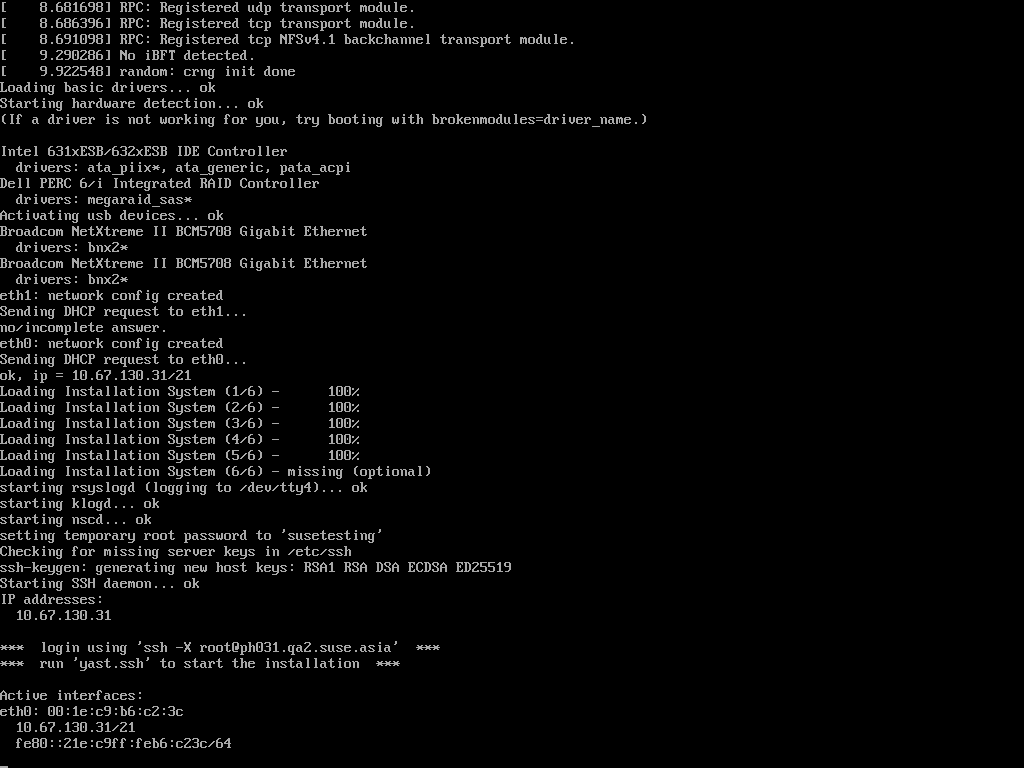 [    8.681698] RPC: Registered udp transport module.
[    8.686396] RPC: Registered tcp transport module.
[    8.691098] RPC: Registered tcp NFSv4.1 backchannel transport module.
[    9.290286] No iBFT detected.
[    9.922548] random: crng init done
Loading basic drivers... ok
Starting hardware detection... ok
(If a driver is not working for you, try booting with brokenmodules=driver_name.)

Intel 631xESB/632xESB IDE Controller
  drivers: ata_piix*, ata_generic, pata_acpi
Dell PERC 6/i Integrated RAID Controller
  drivers: megaraid_sas*
Activating usb devices... ok
Broadcom NetXtreme II BCM5708 Gigabit Ethernet
  drivers: bnx2*
Broadcom NetXtreme II BCM5708 Gigabit Ethernet
  drivers: bnx2*
eth1: network config created
Sending DHCP request to eth1...
no/incomplete answer.
eth0: network config created
Sending DHCP request to eth0...
ok, ip = 10.67.130.31/21
Loading Installation System (1/6) -      100%
Loading Installation System (2/6) -      100%
Loading Installation System (3/6) -      100%
Loading Installation System (4/6) -      100%
Loading Installation System (5/6) -      100%
Loading Installation System (6/6) - missing (optional)
starting rsyslogd (logging to /dev/tty4)... ok
starting klogd... ok
starting nscd... ok
setting temporary root password to 'susetesting'
Checking for missing server keys in /etc/ssh
ssh-keygen: generating new host keys: RSA1 RSA DSA ECDSA ED25519
Starting SSH daemon... ok
IP addresses:
  10.67.130.31

***  login using 'ssh -X root@ph031.qa2.suse.asia'  ***
***  run 'yast.ssh' to start the installation  ***

Active interfaces:
eth0: 00:1e:c9:b6:c2:3c
  10.67.130.31/21
  fe80::21e:c9ff:feb6:c23c/64